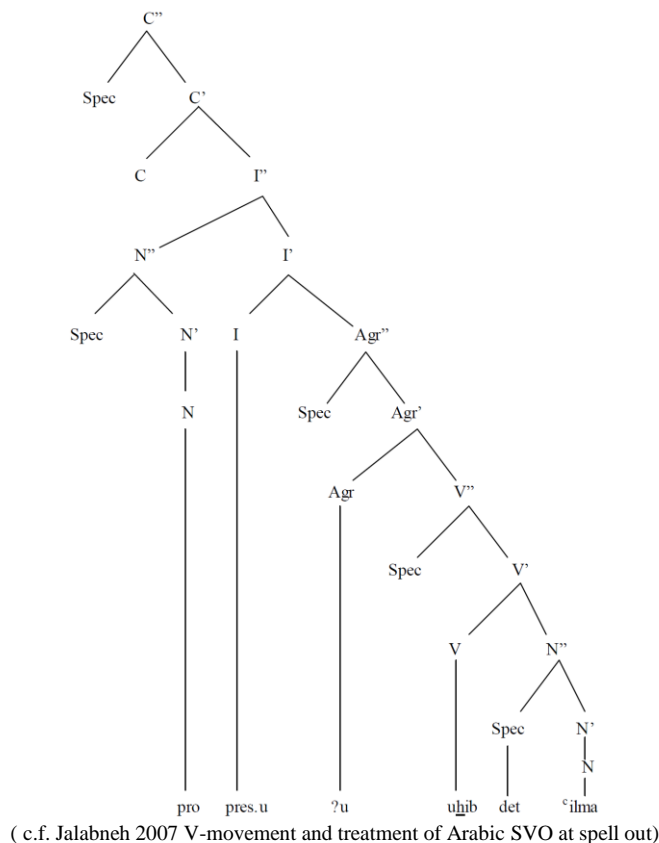 C”
Spec C’
C I”
N” I’
Spec N’ I Agr”
N Spec Agr’
Agr V”
Spec V’
V N”
Spec N’
N
pro pres.u ?u uhib det ᶜilma
( c.f. Jalabneh 2007 V-movement and treatment of Arabic SVO at spell out)